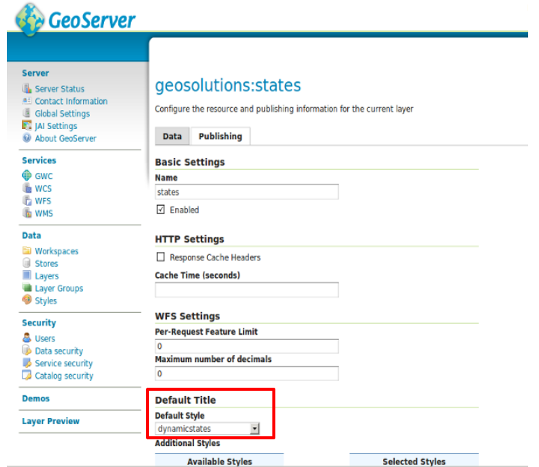 GeoServer
Server
Server Status
Contact Information
Global Settings
JAI Settings
About GeoServer
Services
GWC
WCS
WFS
WMS
Data
Workspaces
Stores
Layers
Layer Groups
Styles
Security
Users
Data security
Service security
Catalog security
Demos
Layer Preview
geosolutions:states
Configure the resource and publishing information for the current layer
Data Publishing
Basic Settings
Name
states
Enabled
HTTP Settings
Response Cache Headers
Cache Time (seconds)
WFS Settings
Per-Request Feature Limit
0
Maximum number of decimals
0
Default Title
Default Style
dynamicstates
Additional Styles
Available Styles Selected Styles